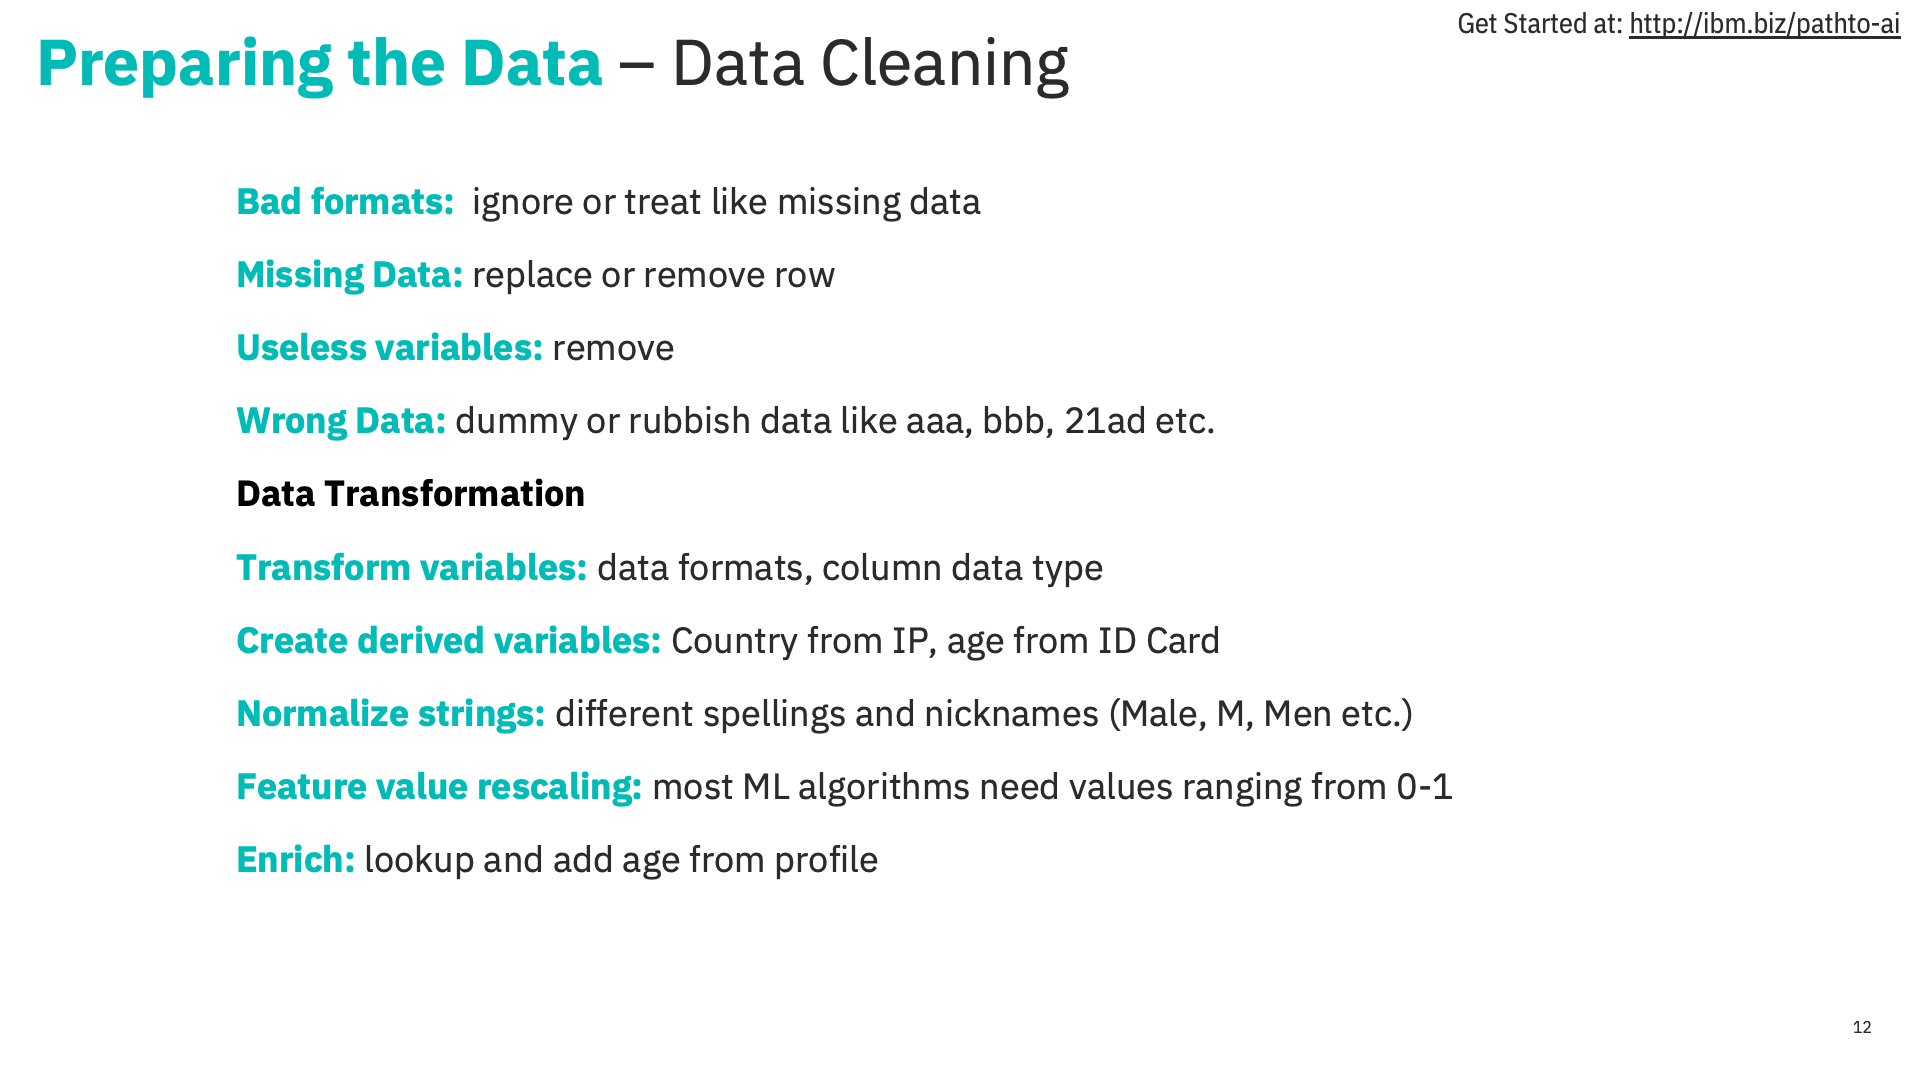 Get Started at: http://ibm.biz/pathto-ai
Preparing the Data – Data Cleaning
Bad formats: ignore or treat like missing data
Missing Data: replace or remove row
Useless variables: remove
Wrong Data: dummy or rubbish data like aaa, bbb, 21ad etc.
Data Transformation
Transform variables: data formats, column data type
Create derived variables: Country from IP, age from ID Card
Normalize strings: different spellings and nicknames (Male, M, Men etc.)
Feature value rescaling: most ML algorithms need values ranging from 0-1
Enrich: lookup and add age from profile
12